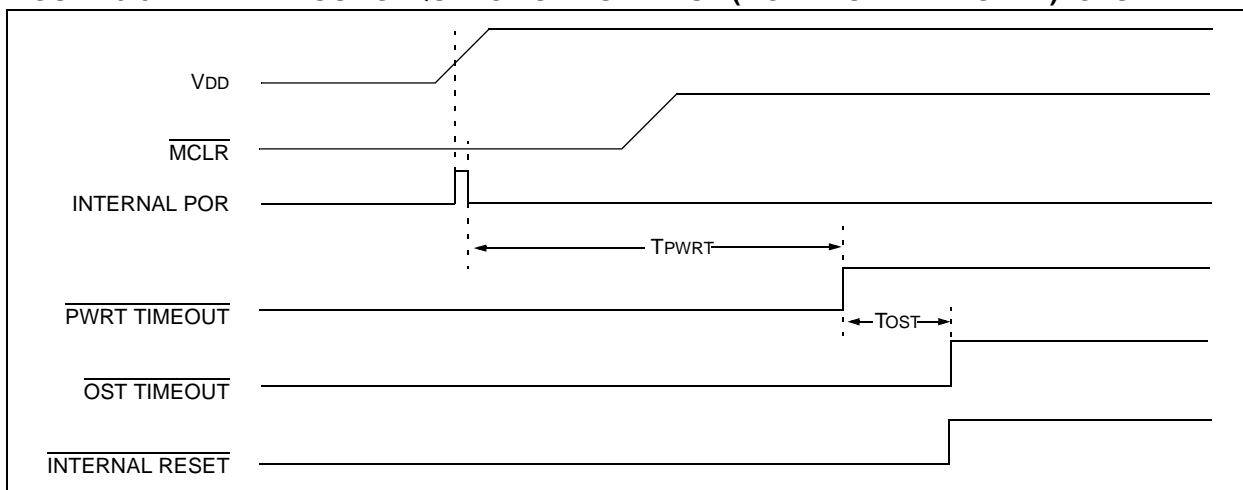 VDD
MCLR
INTERNAL POR
TPWRT
PWRT TIMEOUT
TOST
OST TIMEOUT
INTERNAL RESET